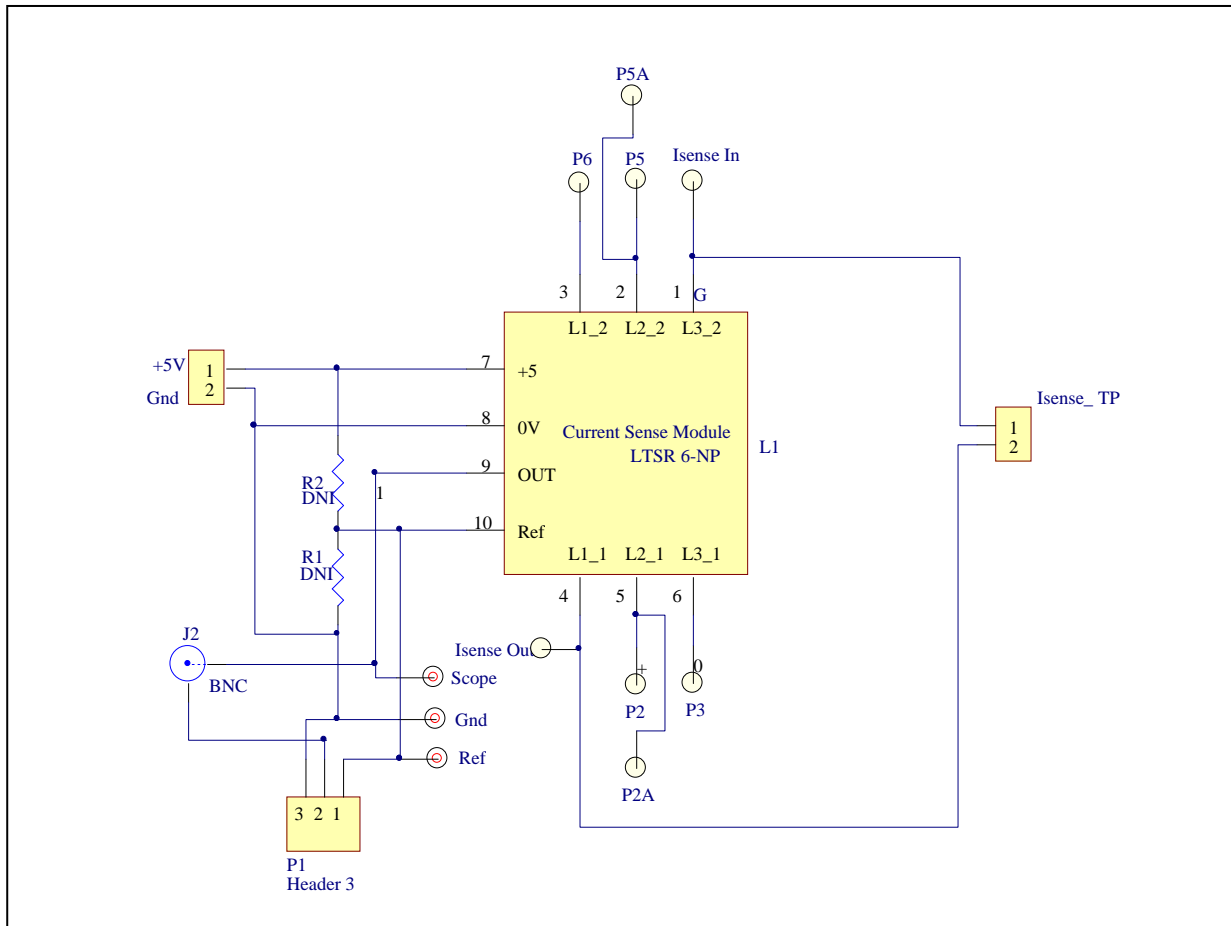 P5A
P6
P5
Isense In
3
2
1
G
L1_2
L2_2
L3_2
+5V
1
2
Gnd
7
+5
8
0V
Current Sense Module
LTSR 6-NP
L1
Isense_ TP
1
2
9
OUT
R2
DNI
1
10
Ref
R1
DNI
L1_1
L2_1
L3_1
4
5
6
J2
BNC
Isense Out
Scope
+
0
P2
P3
Gnd
Ref
P2A
3 2 1
P1
Header 3